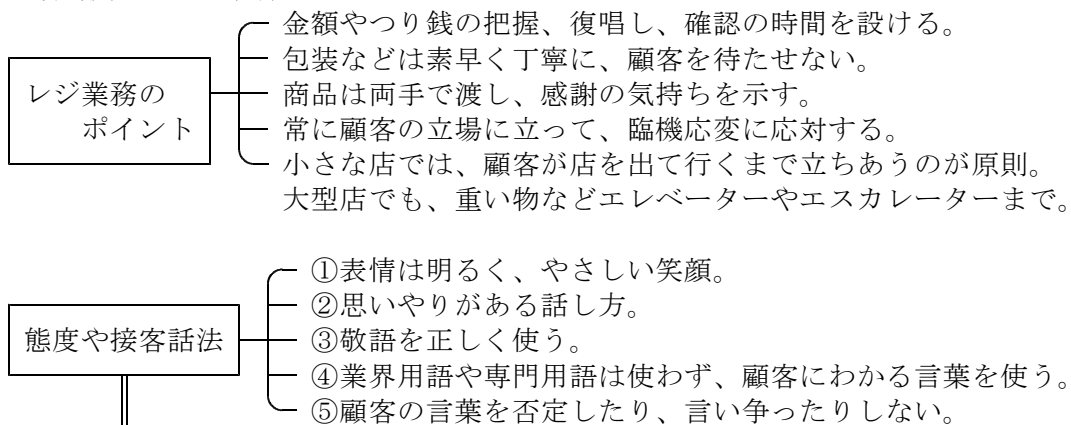 金額やつり銭の把握、復唱し、確認の時間を設ける。
包装などは素早く丁寧に、顧客を待たせない。
レジ業務の
ポイント
商品は両手で渡し、感謝の気持ちを示す。
常に顧客の立場に立って、臨機応変に応対する。
小さな店では、顧客が店を出て行くまで立ちあうのが原則。
大型店でも、重い物などエレベーターやエスカレーターまで。
①表情は明るく、やさしい笑顔。
②思いやりがある話し方。
態度や接客話法
③敬語を正しく使う。
④業界用語や専門用語は使わず、顧客にわかる言葉を使う。
⑤顧客の言葉を否定したり、言い争ったりしない。